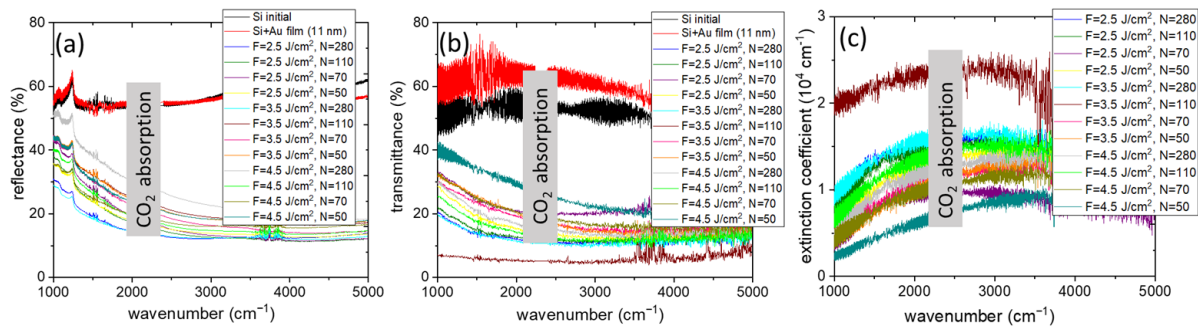 (a)
Si initial
Si+Au film (11 nm)
F=2.5 J/cm², N=280
F=2.5 J/cm², N=110
F=2.5 J/cm², N=70
F=2.5 J/cm², N=50
F=3.5 J/cm², N=280
F=3.5 J/cm², N=110
F=3.5 J/cm², N=70
F=3.5 J/cm², N=50
F=4.5 J/cm², N=280
F=4.5 J/cm², N=110
F=4.5 J/cm², N=70
F=4.5 J/cm², N=50
CO₂ absorption
reflectance (%)
80
60
40
20
0
1000 2000 3000 4000 5000
wavenumber (cm⁻¹)
(b)
Si initial
Si+Au film (11 nm)
F=2.5 J/cm², N=280
F=2.5 J/cm², N=110
F=2.5 J/cm², N=70
F=2.5 J/cm², N=50
F=3.5 J/cm², N=280
F=3.5 J/cm², N=110
F=3.5 J/cm², N=70
F=3.5 J/cm², N=50
F=4.5 J/cm², N=280
F=4.5 J/cm², N=110
F=4.5 J/cm², N=70
F=4.5 J/cm², N=50
CO₂ absorption
transmittance (%)
80
60
40
20
0
1000 2000 3000 4000 5000
wavenumber (cm⁻¹)
(c)
F=2.5 J/cm², N=280
F=2.5 J/cm², N=110
F=2.5 J/cm², N=70
F=2.5 J/cm², N=50
F=3.5 J/cm², N=280
F=3.5 J/cm², N=110
F=3.5 J/cm², N=70
F=3.5 J/cm², N=50
F=4.5 J/cm², N=280
F=4.5 J/cm², N=110
F=4.5 J/cm², N=70
F=4.5 J/cm², N=50
CO₂ absorption
extinction coefficient (10⁴ cm⁻¹)
3
2
1
0
1000 2000 3000 4000 5000
wavenumber (cm⁻¹)